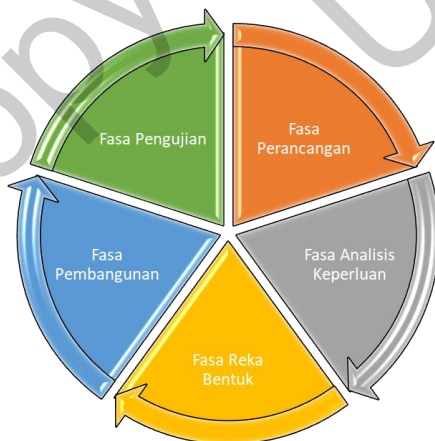 Fasa Pengujian
Fasa
Perancangan
Fasa Analisis
Keperluan
Fasa Reka
Bentuk
Fasa
Pembangunan